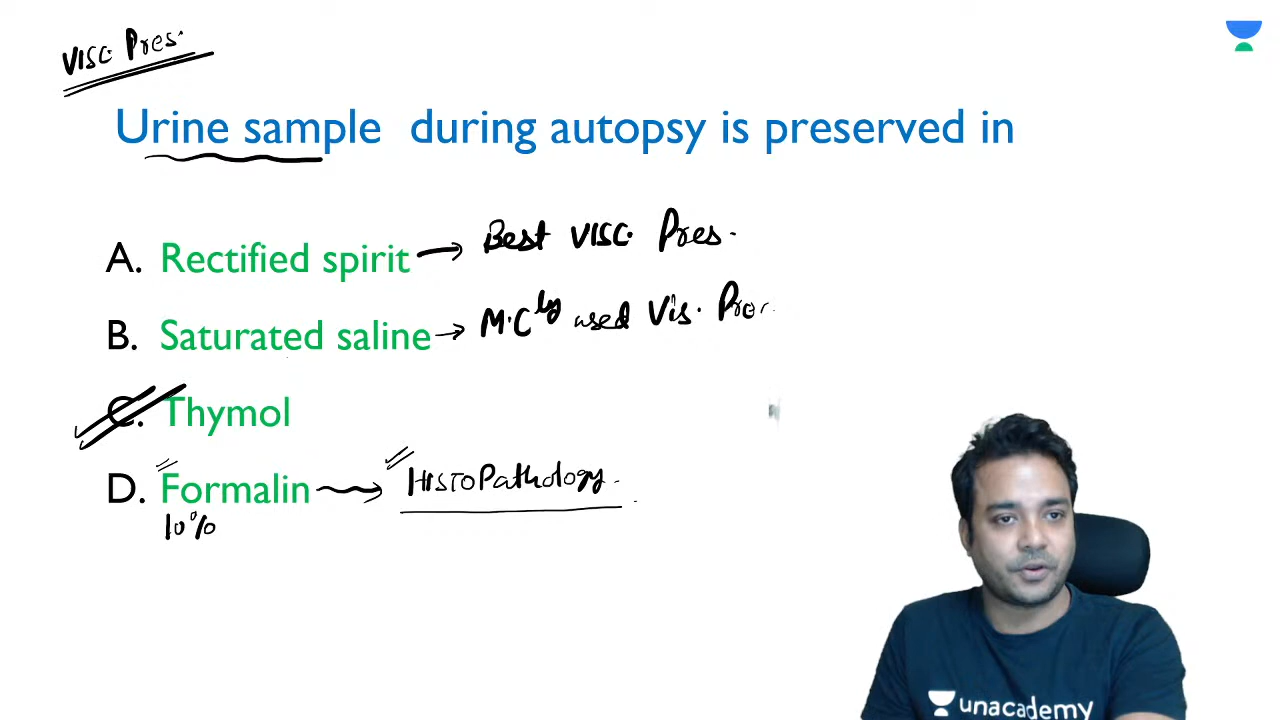 VISC. Pres.
Urine sample during autopsy is preserved in
A. Rectified spirit → Best VISC. Pres.
B. Saturated saline → M.C ly used Vis.
C. Thymol
D. Formalin → HISTOPathology.
10%
unacademy